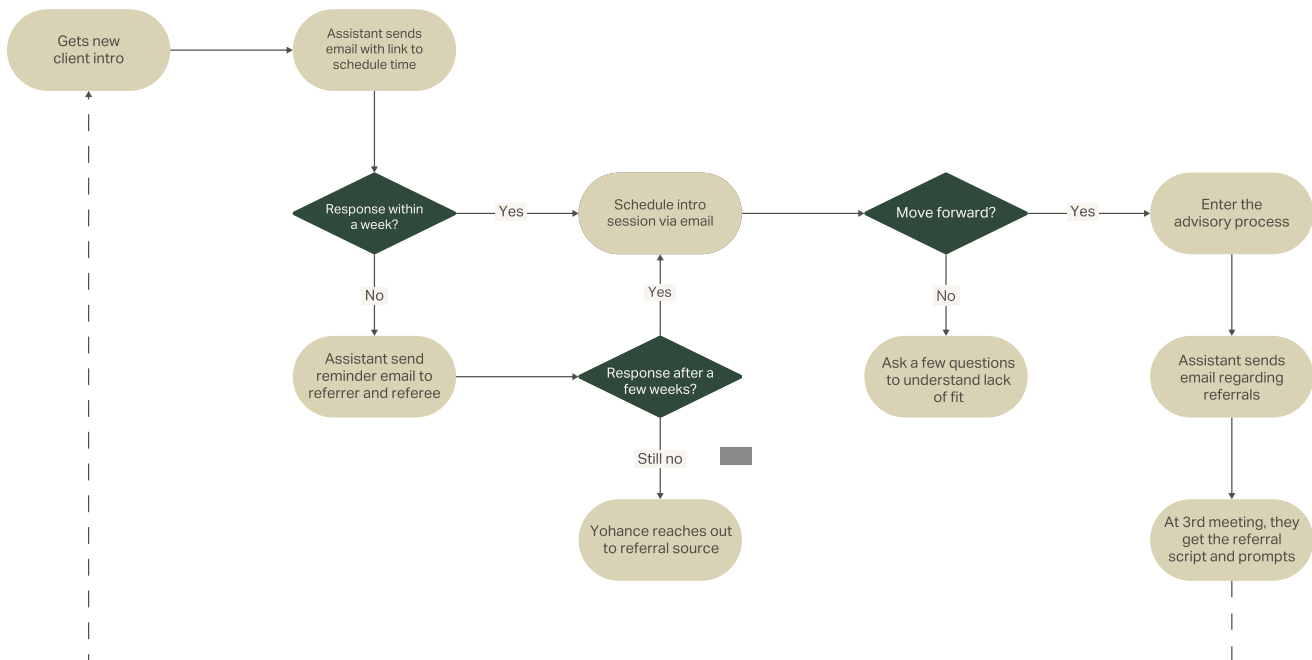 Gets new
client intro
Assistant sends
email with link to
schedule time
Response within
a week?
Yes
Schedule intro
session via email
Move forward?
Yes
Enter the
advisory process
No
Yes
No
Assistant send
reminder email to
referrer and referee
Response after a
few weeks?
Ask a few questions
to understand lack
of fit
Assistant sends
email regarding
referrals
Still no
Yohance reaches out
to referral source
At 3rd meeting, they
get the referral
script and prompts